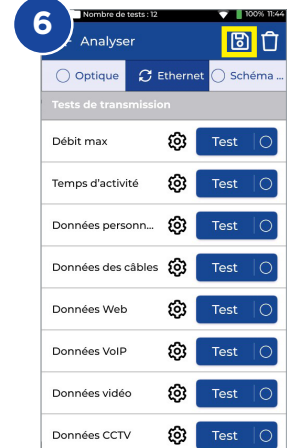 6
Nombre de tests : 12 100% 11:44
Analyser
Optique Ethernet Schéma ...
Tests de transmission
Débit max Test
Temps d’activité Test
Données personn... Test
Données des câbles Test
Données Web Test
Données VoIP Test
Données vidéo Test
Données CCTV Test